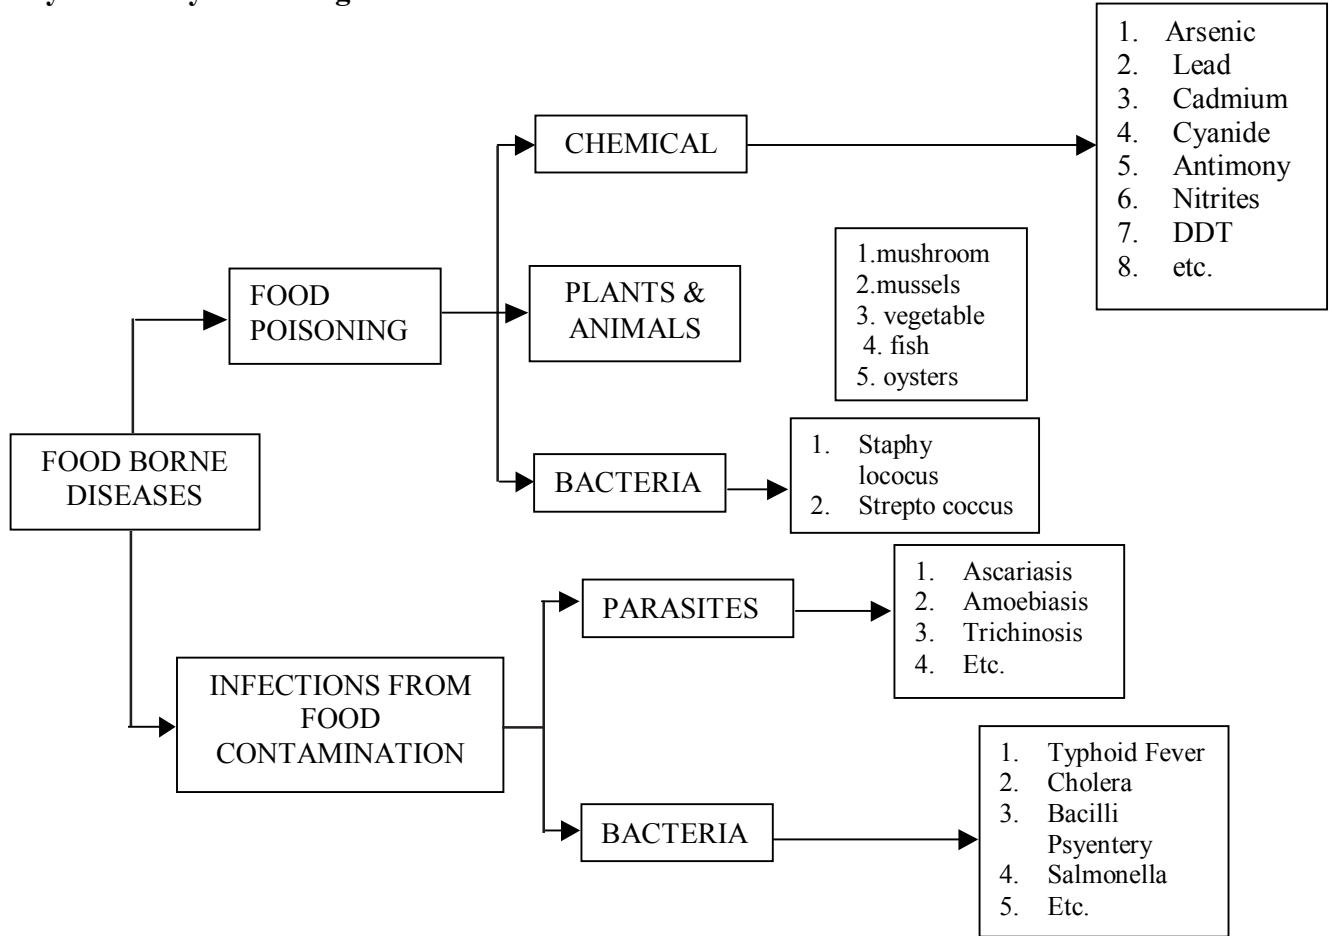 1. Arsenic
2. Lead
3. Cadmium
4. Cyanide
5. Antimony
6. Nitrites
7. DDT
8. etc.
CHEMICAL
1.mushroom
2.mussels
3. vegetable
4. fish
5. oysters
PLANTS &
ANIMALS
FOOD
POISONING
FOOD BORNE
DISEASES
BACTERIA
1. Staphy
lococus
2. Strepto coccus
PARASITES
1. Ascariasis
2. Amoebiasis
3. Trichinosis
4. Etc.
INFECTIONS FROM
FOOD
CONTAMINATION
BACTERIA
1. Typhoid Fever
2. Cholera
3. Bacilli
Psyentery
4. Salmonella
5. Etc.